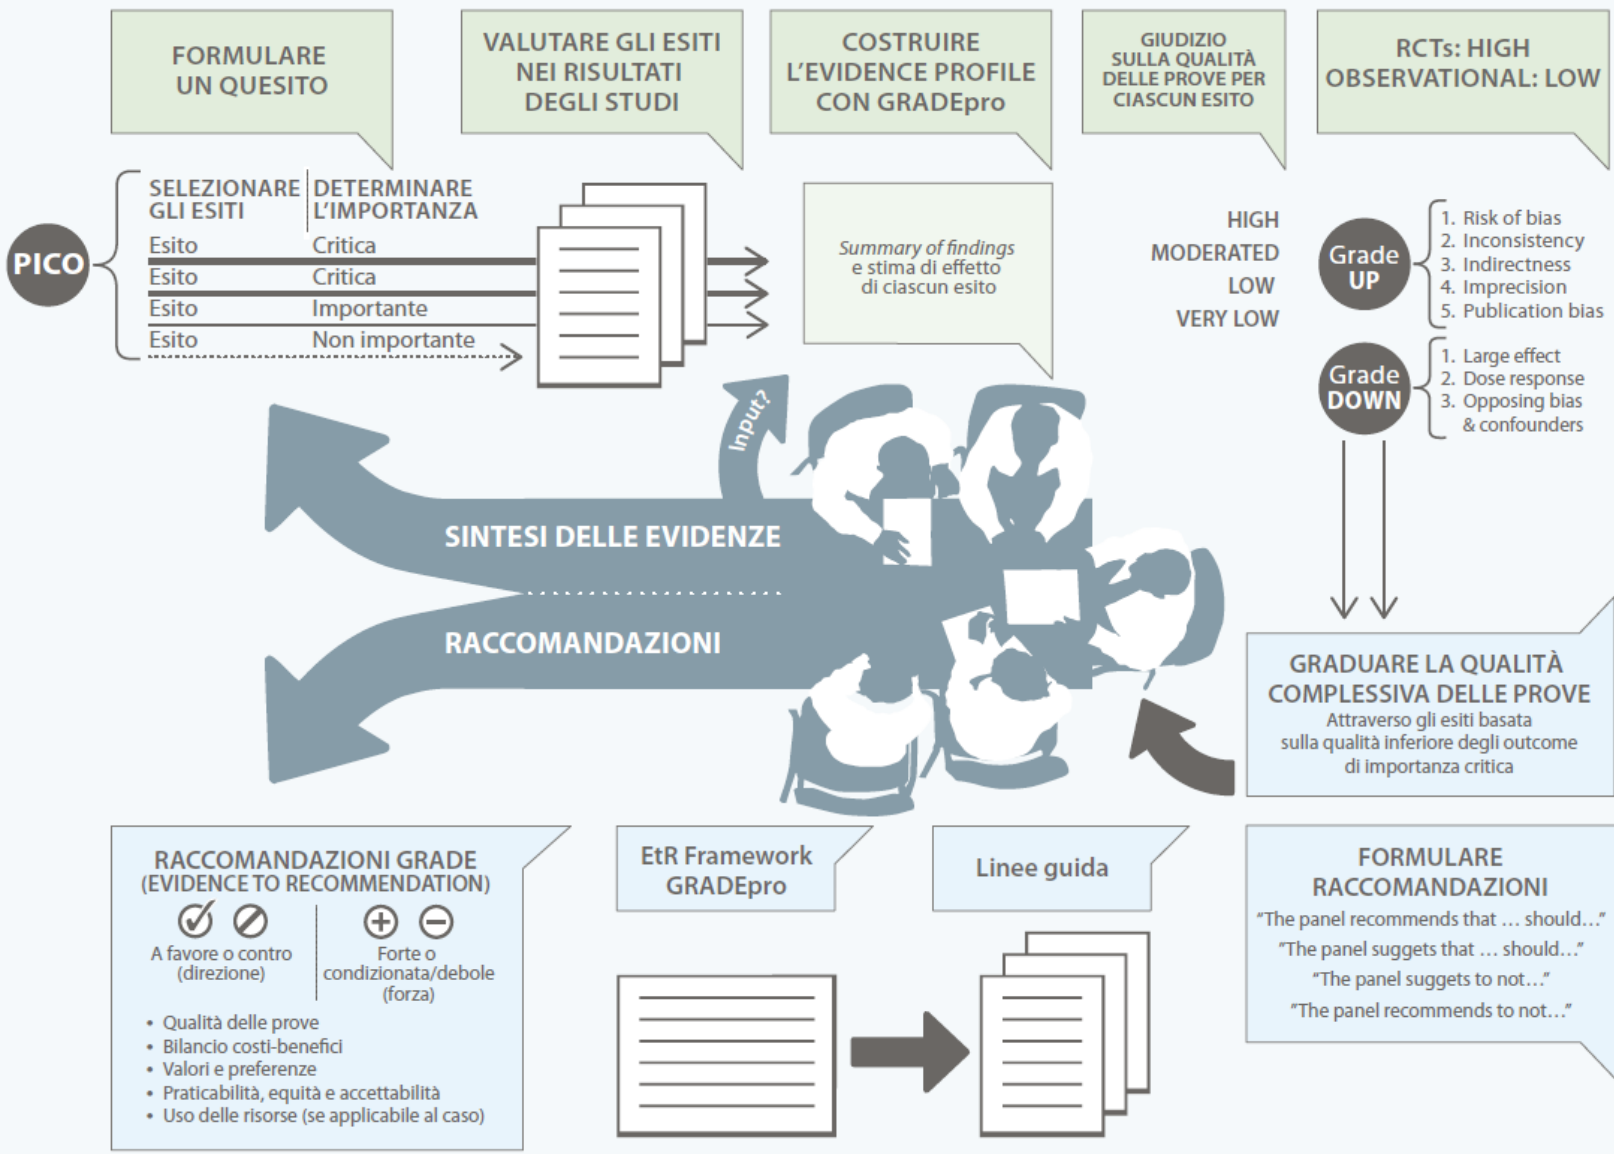 FORMULARE
UN QUESITO
VALUTARE GLI ESITI
NEI RISULTATI
DEGLI STUDI
COSTRUIRE
L'EVIDENCE PROFILE
CON GRADEpro
GIUDIZIO
SULLA QUALITÀ
DELLE PROVE PER
CIASCUN ESITO
RCTs: HIGH
OBSERVATIONAL: LOW
PICO
SELEZIONARE
GLI ESITI
DETERMINARE
L'IMPORTANZA
Esito Critica
Esito Critica
Esito Importante
Esito Non importante
Summary of findings
e stima di effetto
di ciascun esito
HIGH
MODERATED
LOW
VERY LOW
Grade
UP
1. Risk of bias
2. Inconsistency
3. Indirectness
4. Imprecision
5. Publication bias
Grade
DOWN
1. Large effect
2. Dose response
3. Opposing bias
& confounders
Input?
SINTESI DELLE EVIDENZE
RACCOMANDAZIONI
GRADUARE LA QUALITÀ
COMPLESSIVA DELLE PROVE
Attraverso gli esiti basata
sulla qualità inferiore degli outcome
di importanza critica
RACCOMANDAZIONI GRADE
(EVIDENCE TO RECOMMENDATION)
A favore o contro
(direzione)
Forte o
condizionata/debole
(forza)
• Qualità delle prove
• Bilancio costi-benefici
• Valori e preferenze
• Praticabilità, equità e accettabilità
• Uso delle risorse (se applicabile al caso)
EtR Framework
GRADEpro
Linee guida
FORMULARE
RACCOMANDAZIONI
"The panel recommends that ... should..."
"The panel suggets that ... should..."
"The panel suggets to not..."
"The panel recommends to not..."